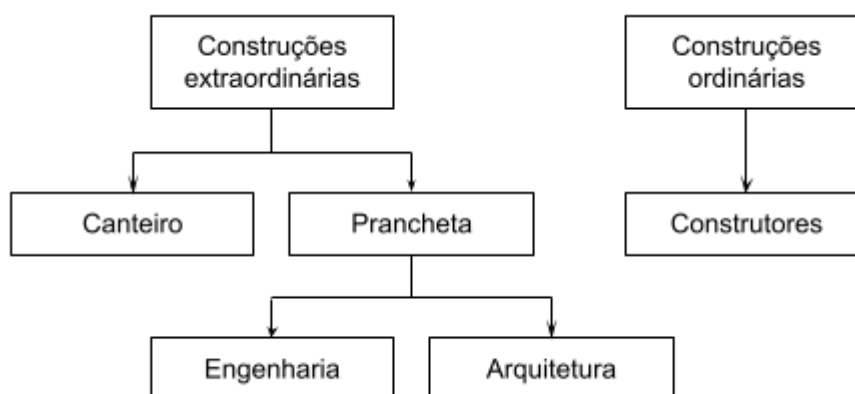 Construções
extraordinárias
Construções
ordinárias
Canteiro
Prancheta
Construtores
Engenharia
Arquitetura